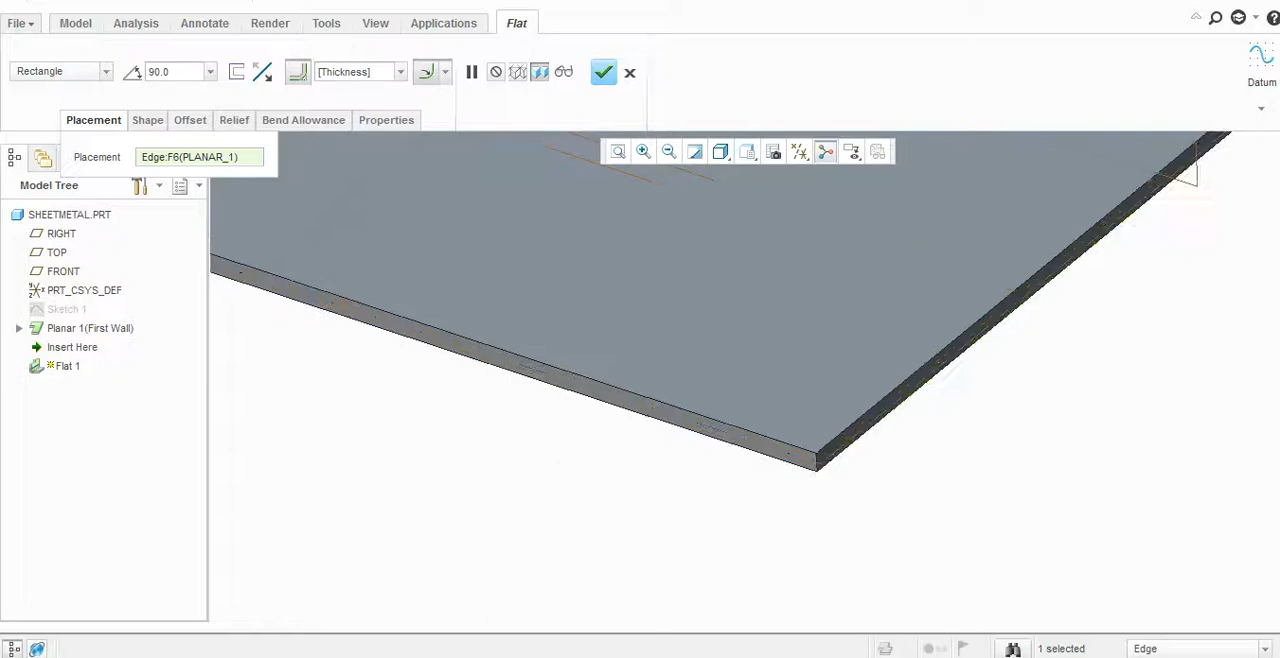 File Model Analysis Annotate Render Tools View Applications Flat
Rectangle 90.0 [Thickness]
Datum
Placement Shape Offset Relief Bend Allowance Properties
Placement Edge:F6(PLANAR_1)
Model Tree
SHEETMETAL.PRT
RIGHT
TOP
FRONT
PRT_CSYS_DEF
Sketch 1
Planar 1(First Wall)
Insert Here
Flat 1
1 selected Edge